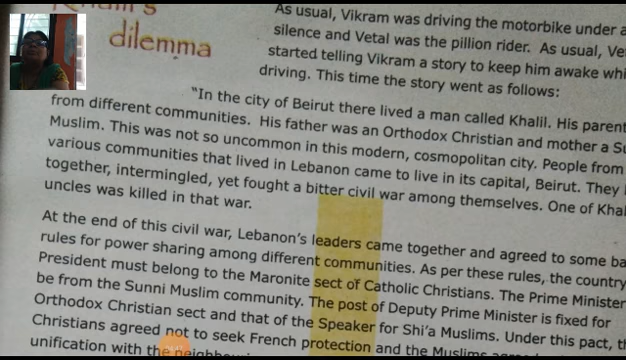 Khalil's
dilemma
As usual, Vikram was driving the motorbike under a
silence and Vetal was the pillion rider. As usual, Ve
started telling Vikram a story to keep him awake whi
driving. This time the story went as follows:
"In the city of Beirut there lived a man called Khalil. His parent
from different communities. His father was an Orthodox Christian and mother a Su
Muslim. This was not so uncommon in this modern, cosmopolitan city. People from
various communities that lived in Lebanon came to live in its capital, Beirut. They
together, intermingled, yet fought a bitter civil war among themselves. One of Kha
uncles was killed in that war.
At the end of this civil war, Lebanon's leaders came together and agreed to some ba
rules for power sharing among different communities. As per these rules, the country
President must belong to the Maronite sect of Catholic Christians. The Prime Minister
be from the Sunni Muslim community. The post of Deputy Prime Minister is fixed for
Orthodox Christian sect and that of the Speaker for Shi'a Muslims. Under this pact, th
Christians agreed not to seek French protection and the Muslims
unification with the